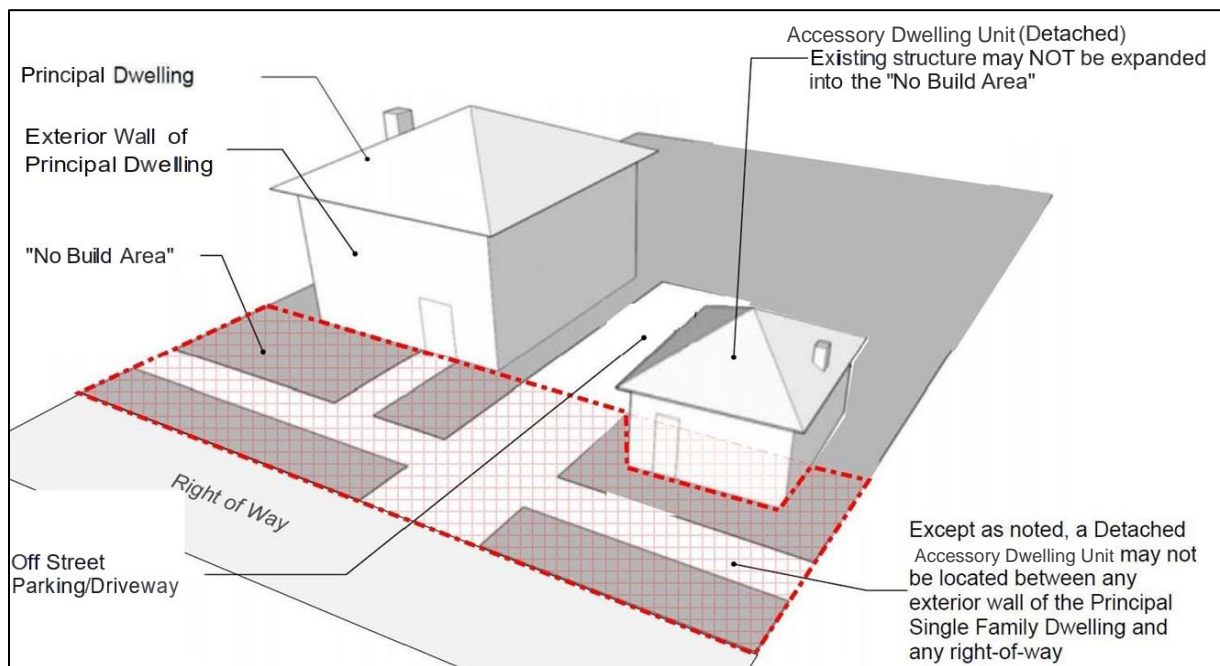 Accessory Dwelling Unit (Detached)
Existing structure may NOT be expanded
into the "No Build Area"
Principal Dwelling
Exterior Wall of
Principal Dwelling
"No Build Area"
Right of Way
Off Street
Parking/Driveway
Except as noted, a Detached
Accessory Dwelling Unit may not
be located between any
exterior wall of the Principal
Single Family Dwelling and
any right-of-way